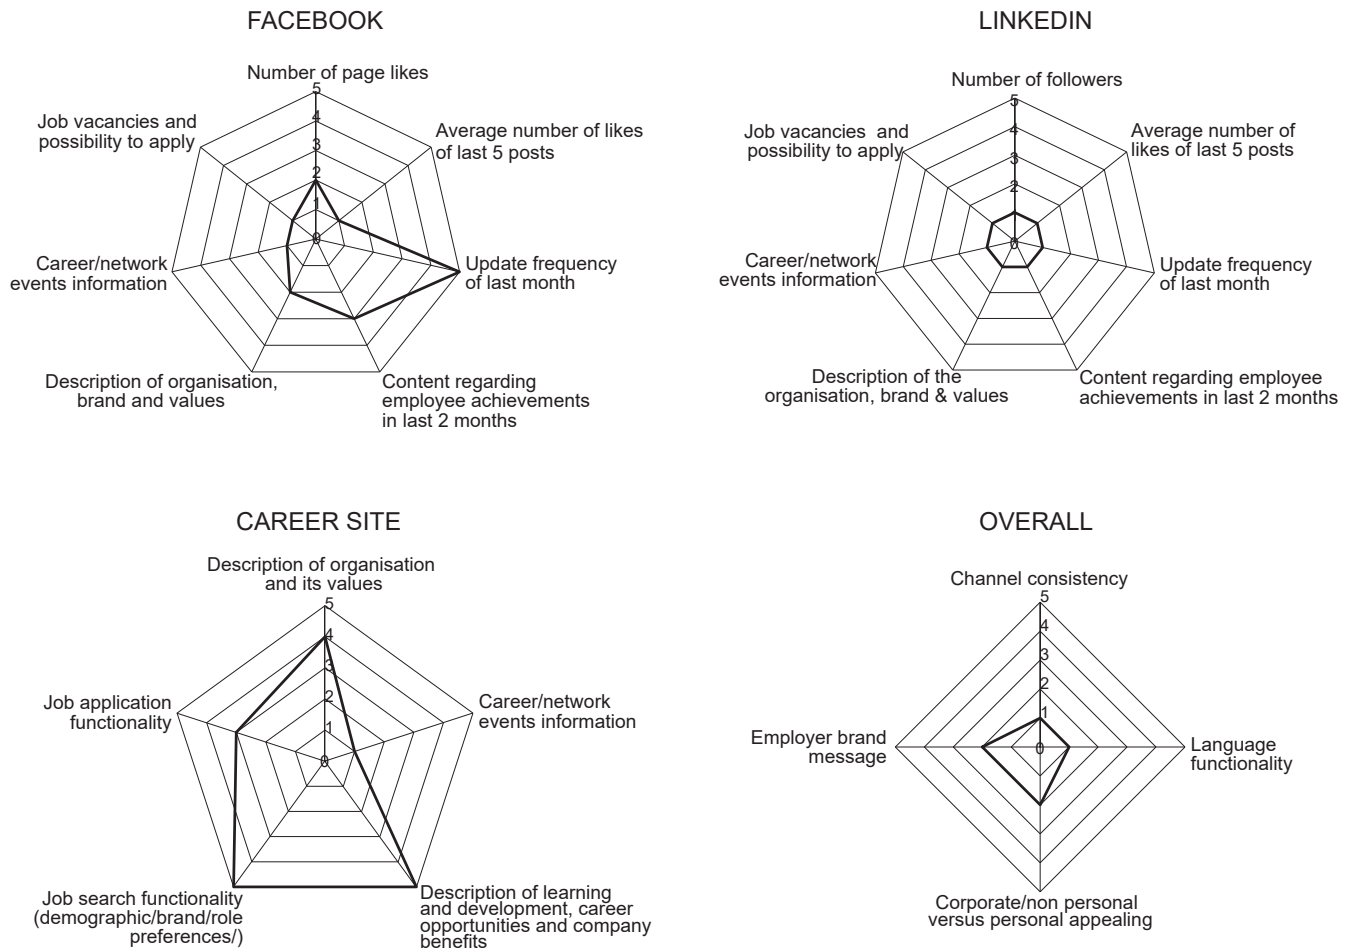 FACEBOOK
Number of page likes
5
4
3
2
1
0
Average number of likes
of last 5 posts
Update frequency
of last month
Content regarding
employee achievements
in last 2 months
Description of organisation,
brand and values
Career/network
events information
Job vacancies and
possibility to apply
LINKEDIN
Number of followers
5
4
3
2
0
Average number of
likes of last 5 posts
Update frequency
of last month
Content regarding employee
achievements in last 2 months
Description of the
organisation, brand & values
Career/network
events information
Job vacancies and
possibility to apply
CAREER SITE
Description of organisation
and its values
5
4
3
2
1
0
Career/network
events information
Description of learning
and development, career
opportunities and company
benefits
Job search functionality
(demographic/brand/role
preferences/)
Job application
functionality
OVERALL
Channel consistency
5
4
3
2
1
0
Language
functionality
Corporate/non personal
versus personal appealing
Employer brand
message